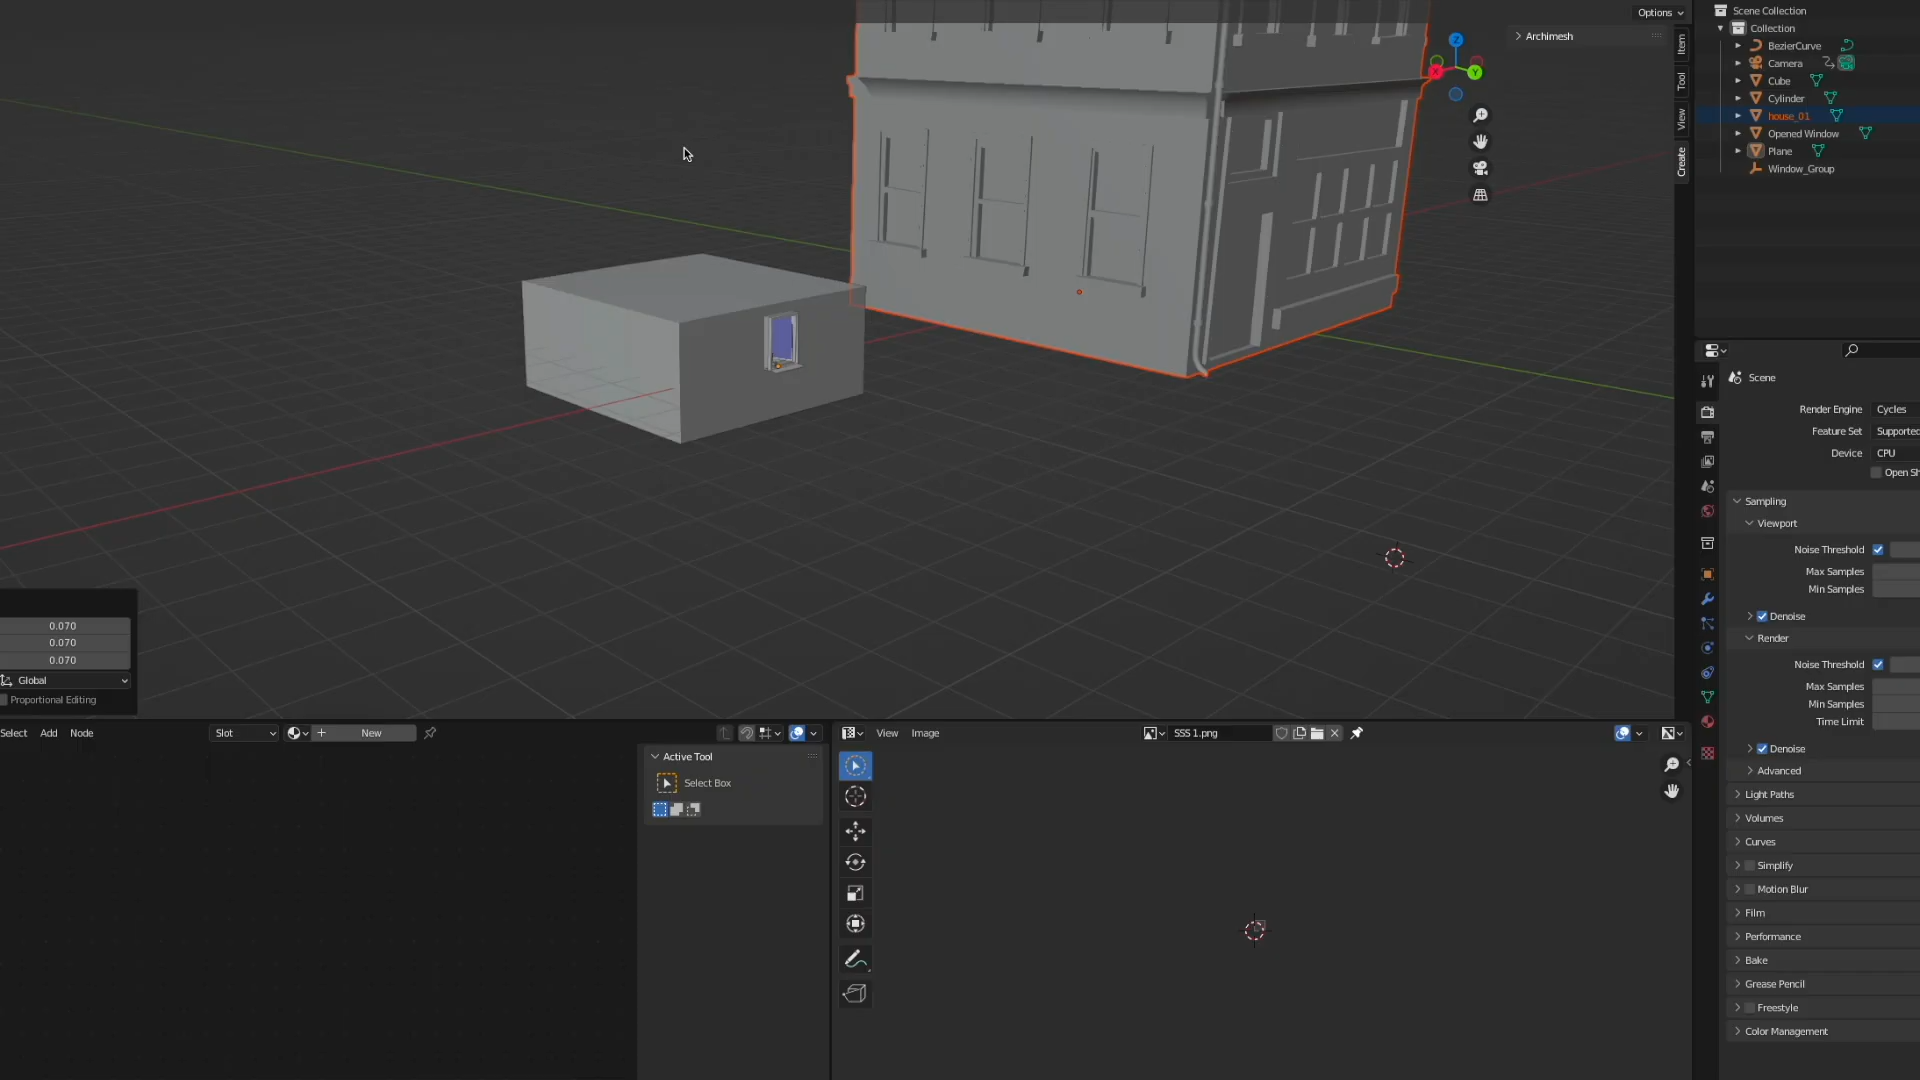 Options
Archimesh
Item
Tool
View
Create
X
Y
Z
Scene Collection
Collection
BezierCurve
Camera
Cube
Cylinder
house_01
Opened Window
Plane
Window_Group
Scene
Render Engine Cycles
Feature Set Supported
Device CPU
Open Sh
Sampling
Viewport
Noise Threshold
Max Samples
Min Samples
Denoise
Render
Noise Threshold
Max Samples
Min Samples
Time Limit
Denoise
Advanced
Light Paths
Volumes
Curves
Simplify
Motion Blur
Film
Performance
Bake
Grease Pencil
Freestyle
Color Management
0.070
0.070
0.070
Global
Proportional Editing
Select Add Node Slot New
Active Tool
Select Box
View Image SSS 1.png